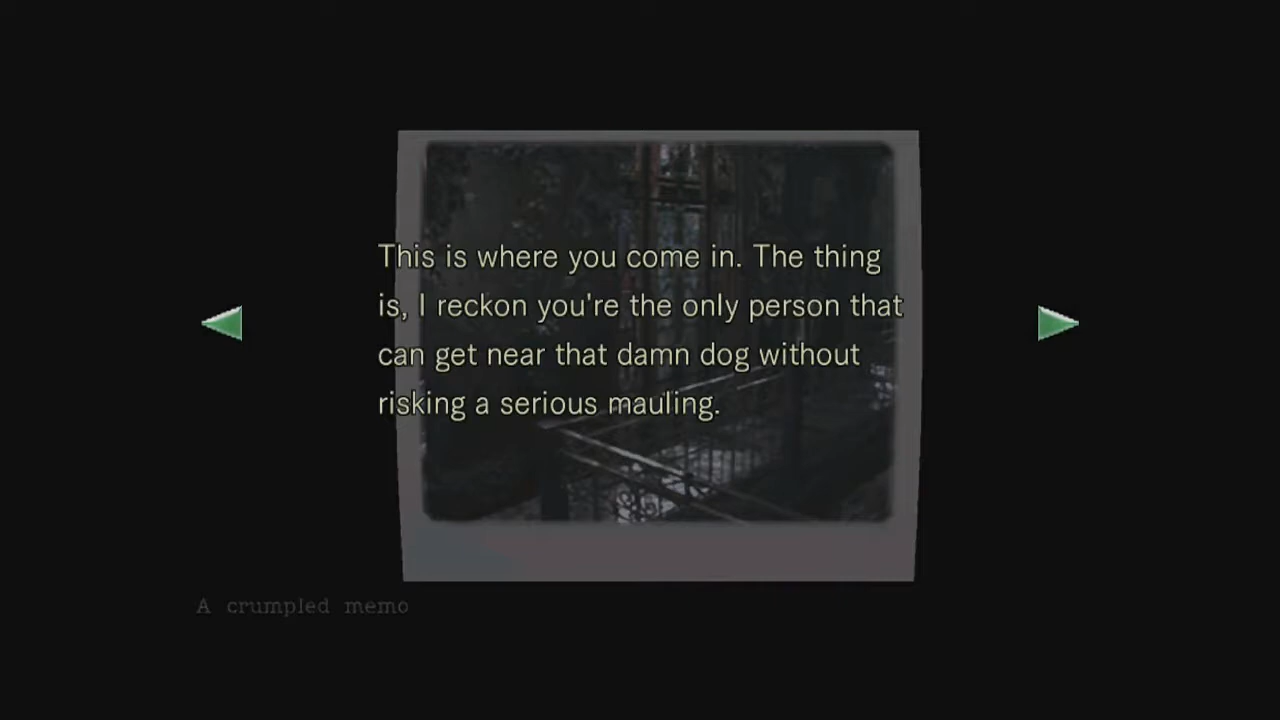 This is where you come in. The thing
is, I reckon you're the only person that
can get near that damn dog without
risking a serious mauling.
A crumpled memo